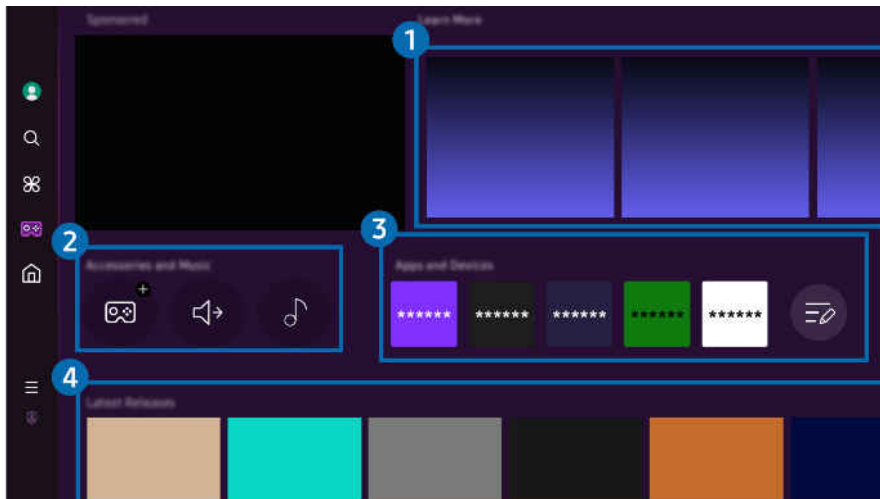 Sponsored
Learn More
1
2
3
Accessories and Music
Apps and Devices
****** ****** ****** ****** ******
4
Latest Releases